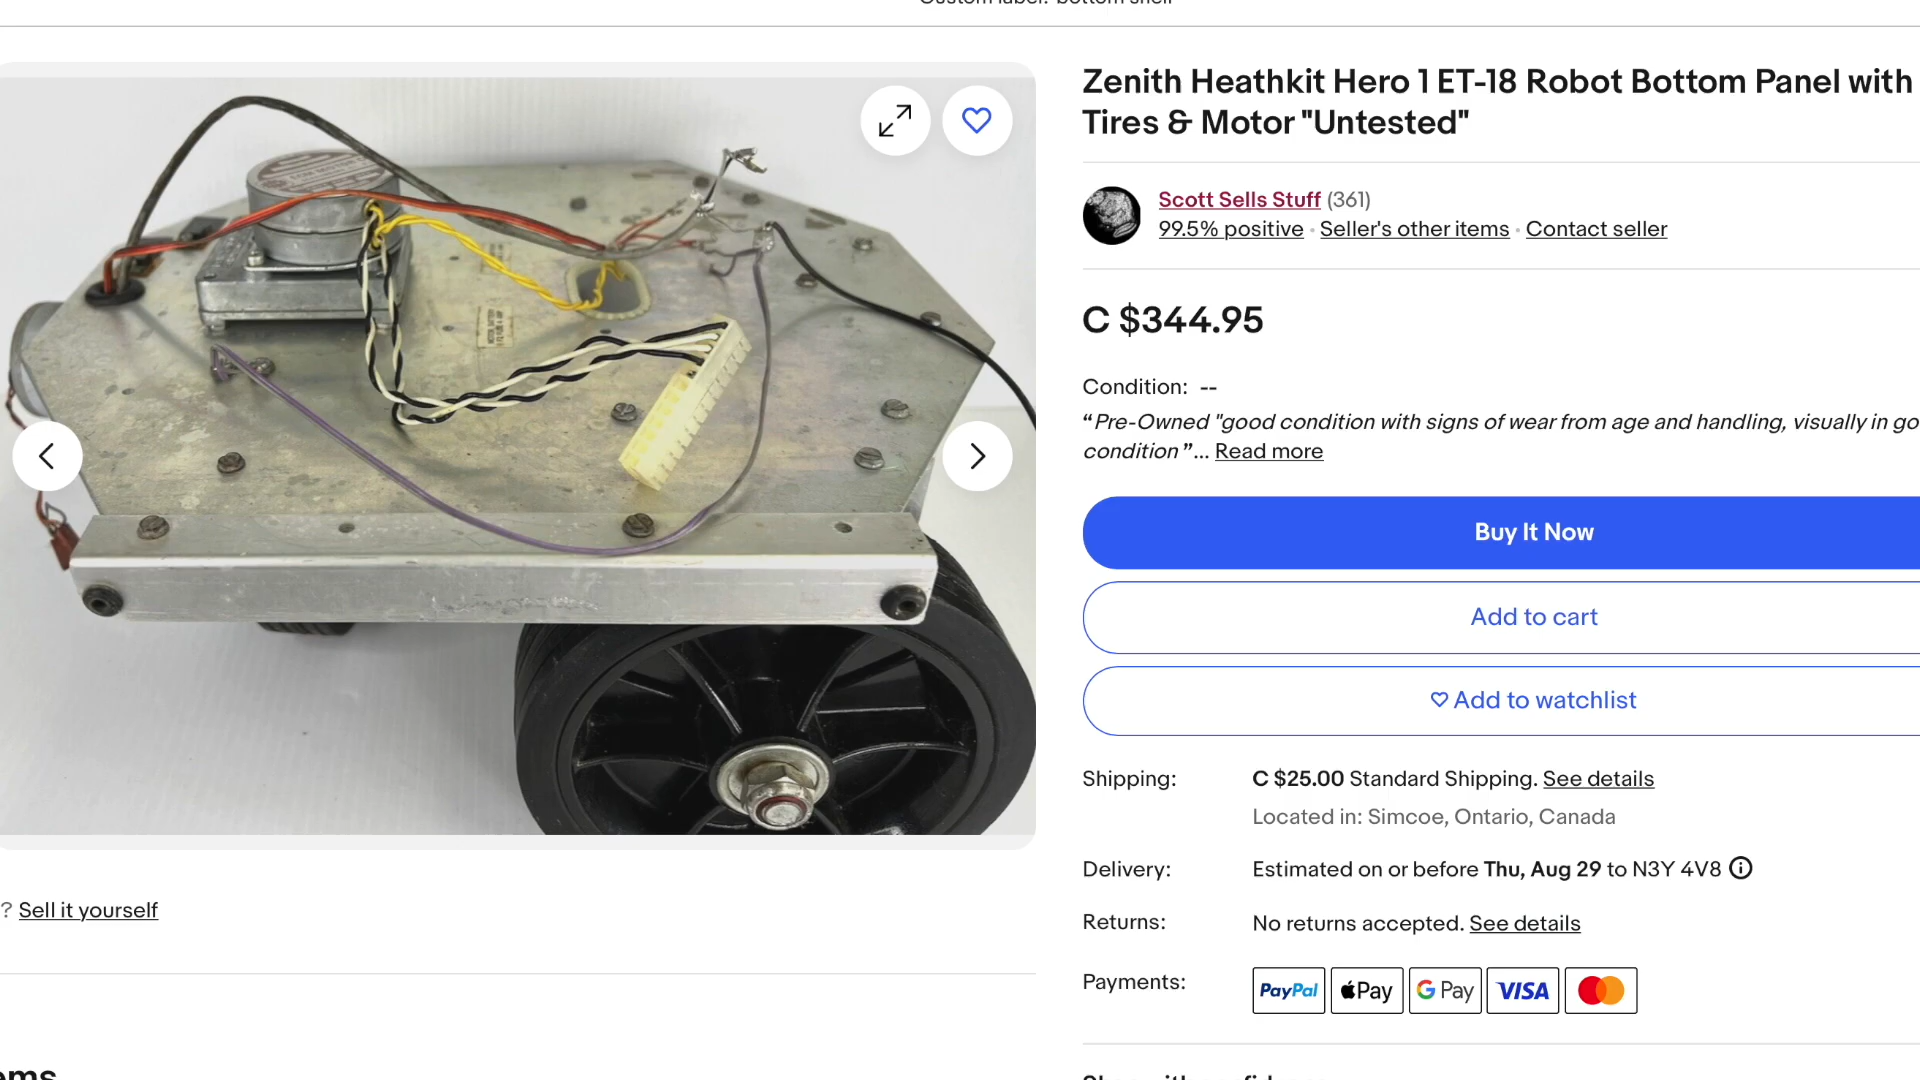 Zenith Heathkit Hero 1 ET-18 Robot Bottom Panel with
Tires & Motor "Untested"
Scott Sells Stuff (361)
99.5% positive · Seller's other items · Contact seller
C $344.95
Condition: --
“Pre-Owned "good condition with signs of wear from age and handling, visually in go
condition ”... Read more
Buy It Now
Add to cart
Add to watchlist
Shipping: C $25.00 Standard Shipping. See details
Located in: Simcoe, Ontario, Canada
Delivery: Estimated on or before Thu, Aug 29 to N3Y 4V8
Returns: No returns accepted. See details
Payments: PayPal Pay G Pay VISA
? Sell it yourself